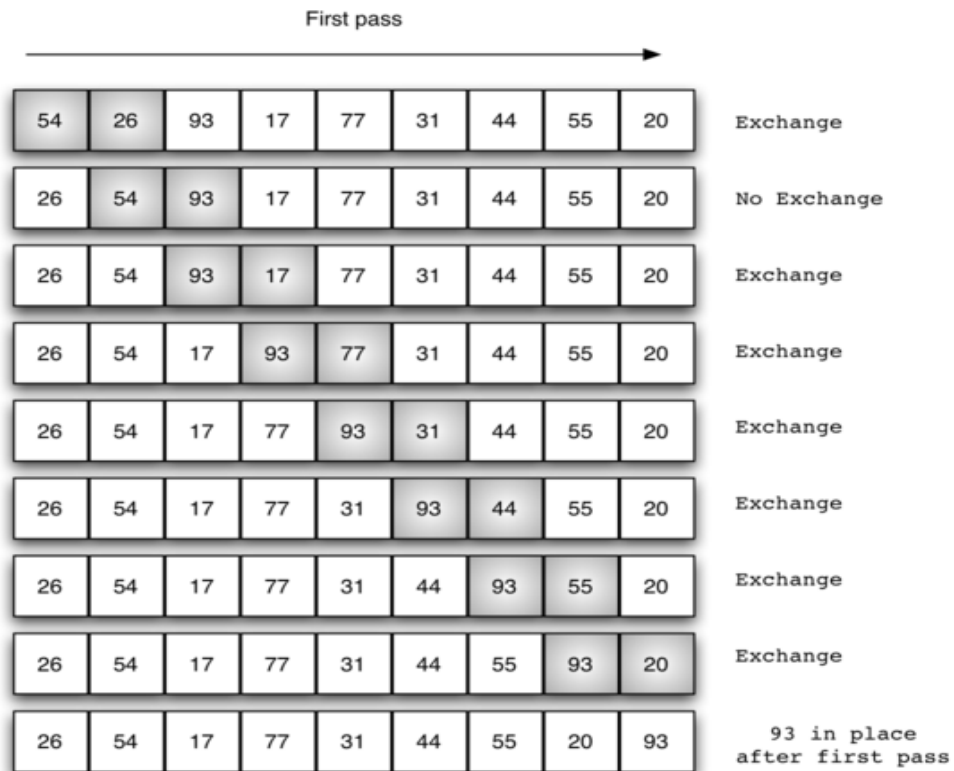 First pass
54 26 93 17 77 31 44 55 20 Exchange
26 54 93 17 77 31 44 55 20 No Exchange
26 54 93 17 77 31 44 55 20 Exchange
26 54 17 93 77 31 44 55 20 Exchange
26 54 17 77 93 31 44 55 20 Exchange
26 54 17 77 31 93 44 55 20 Exchange
26 54 17 77 31 44 93 55 20 Exchange
26 54 17 77 31 44 55 93 20 Exchange
26 54 17 77 31 44 55 20 93 93 in place
after first pass